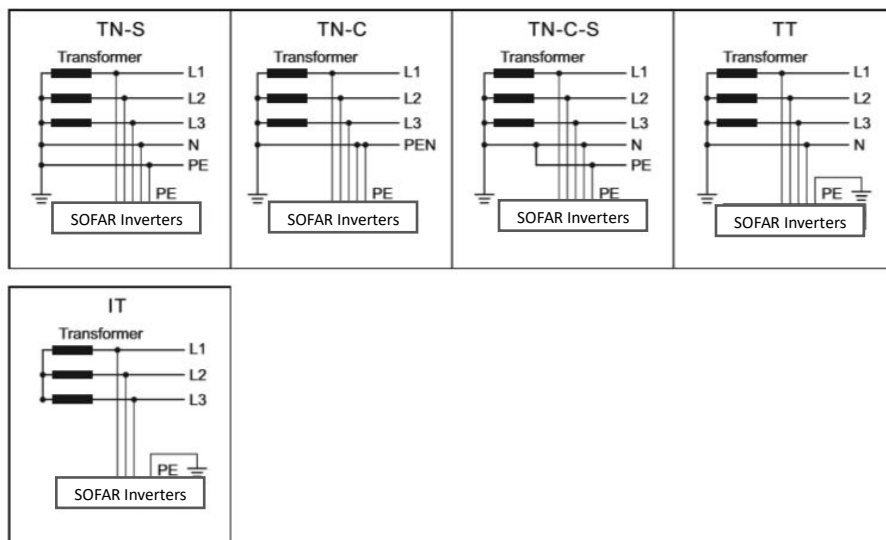 TN-S
Transformer
L1
L2
L3
N
PE
PE
SOFAR Inverters
TN-C
Transformer
L1
L2
L3
PEN
PE
SOFAR Inverters
TN-C-S
Transformer
L1
L2
L3
N
PE
PE
SOFAR Inverters
TT
Transformer
L1
L2
L3
N
PE
SOFAR Inverters
IT
Transformer
L1
L2
L3
PE
SOFAR Inverters